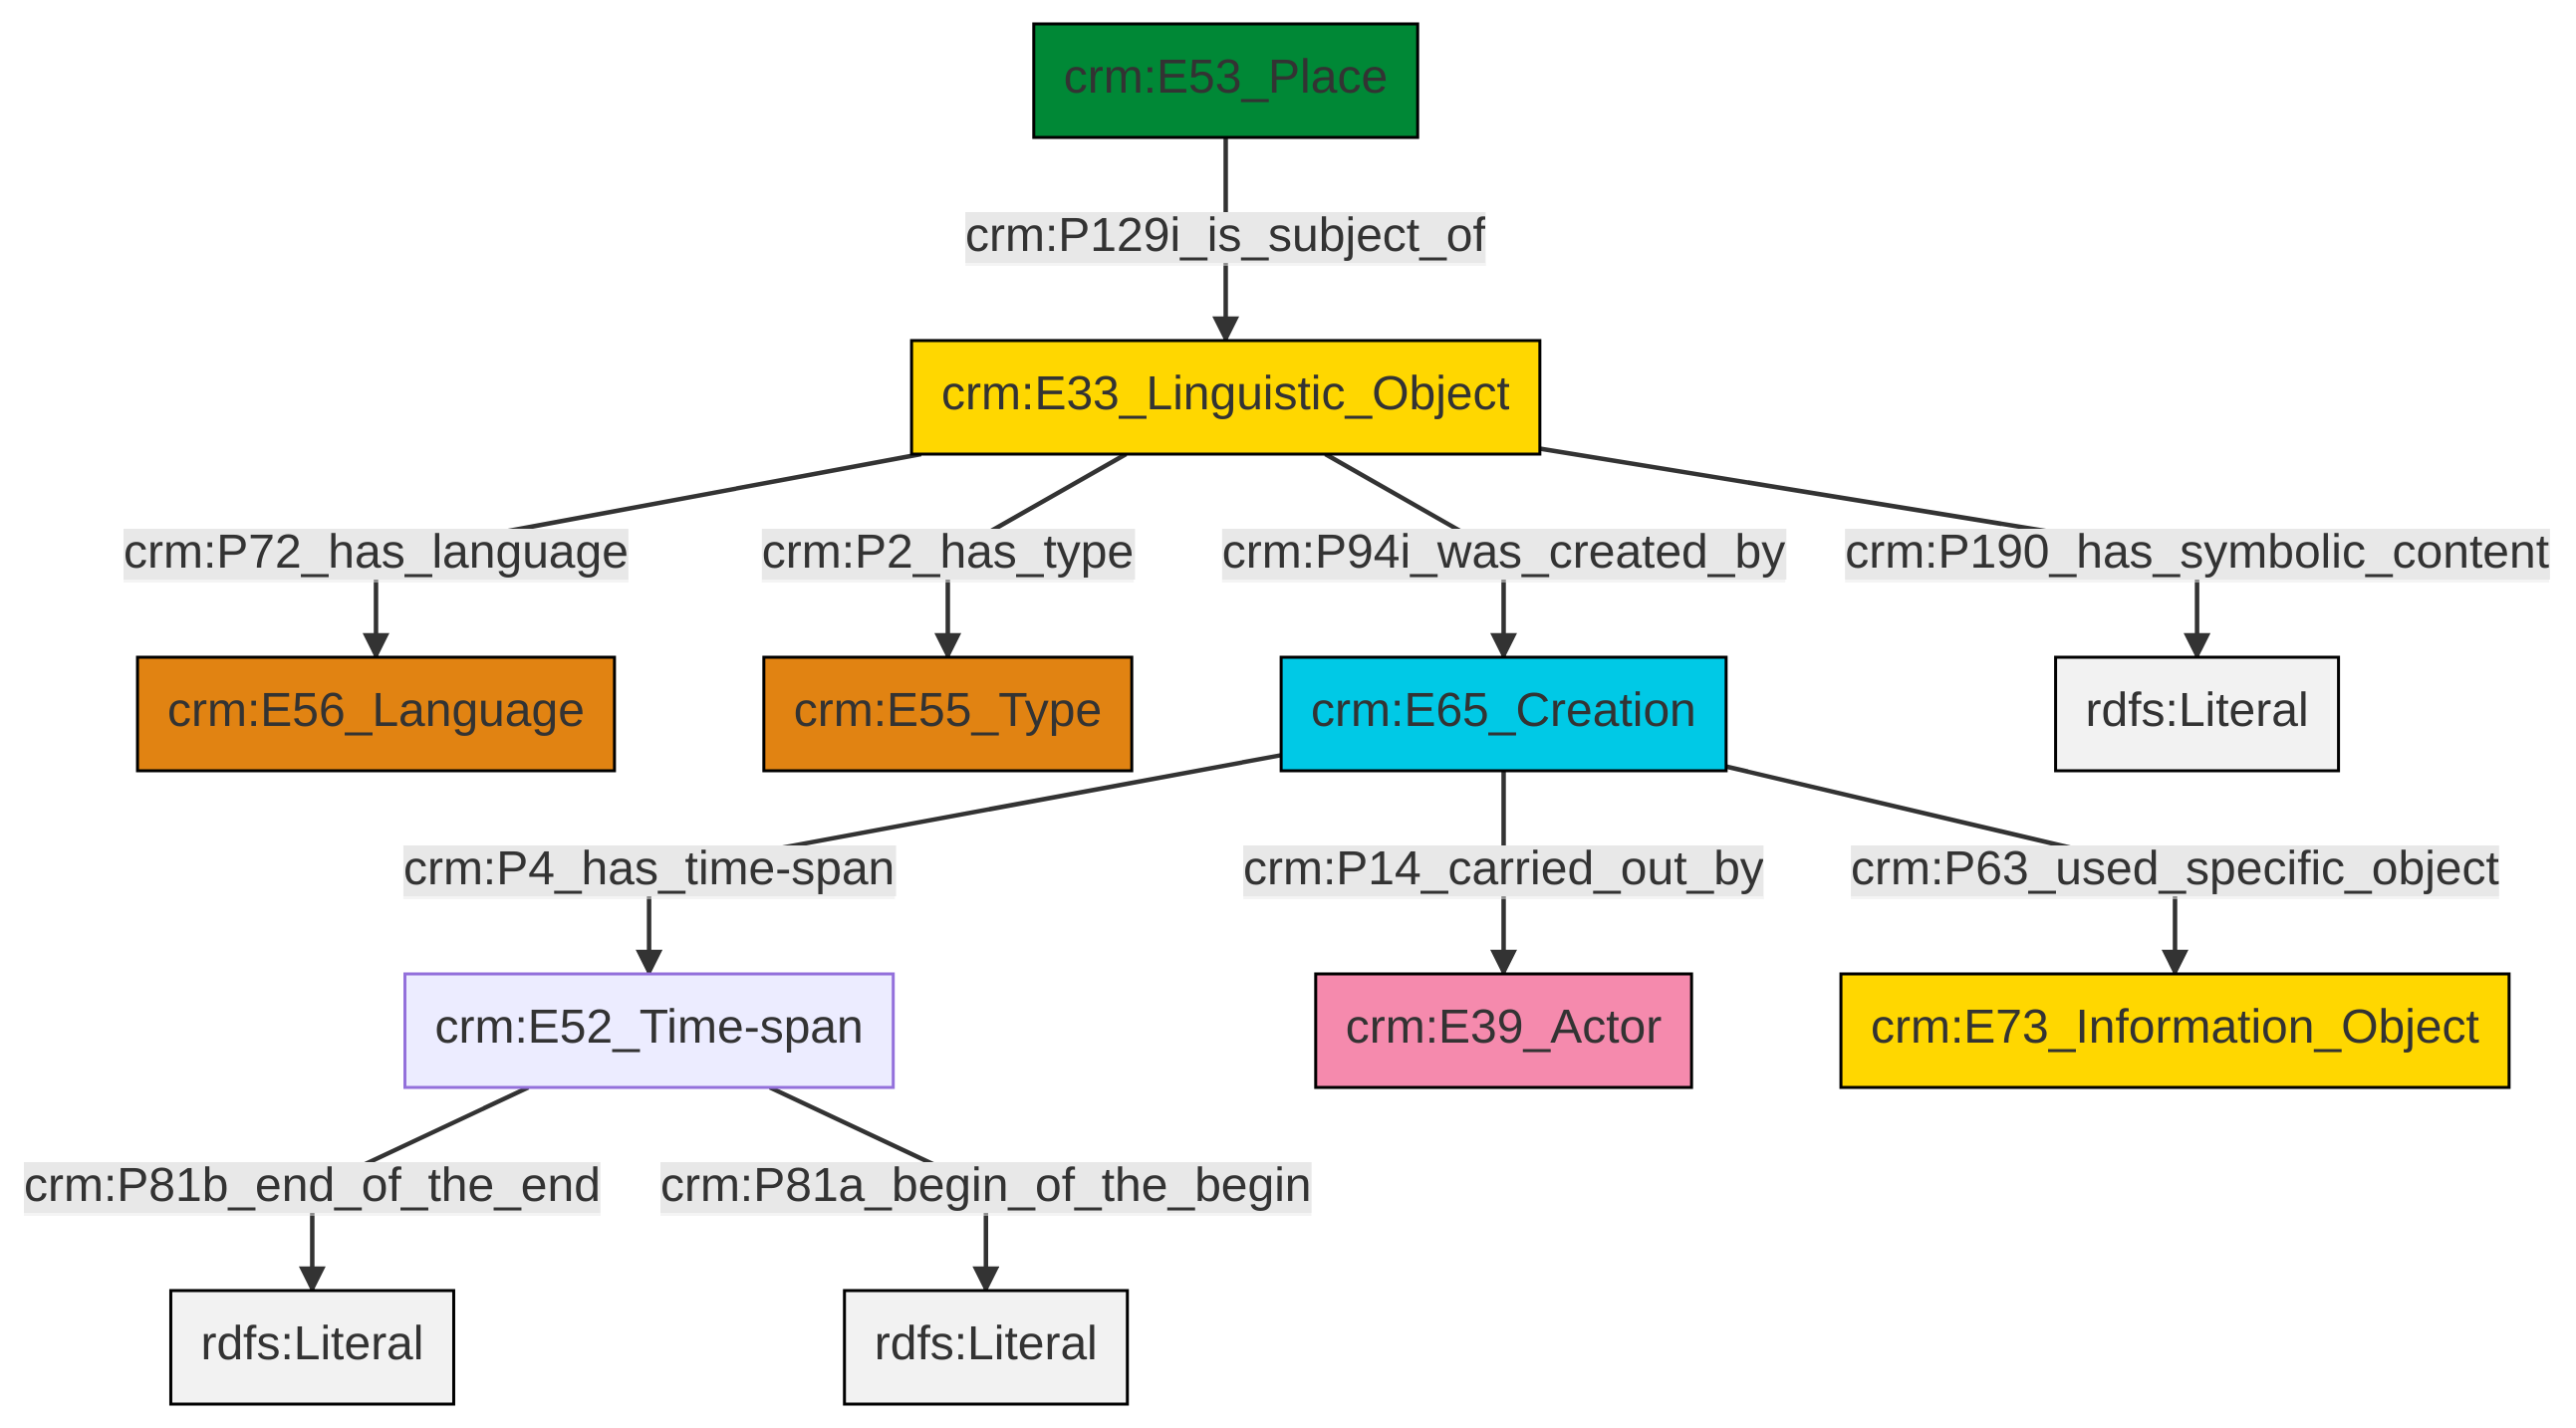 crm:E53_Place
crm:P129i_is_subject_of
crm:E33_Linguistic_Object
crm:P72_has_language
crm:P2_has_type
crm:P94i_was_created_by
crm:P190_has_symbolic_content
crm:E56_Language
crm:E55_Type
crm:E65_Creation
rdfs:Literal
crm:P4_has_time-span
crm:P14_carried_out_by
crm:P63_used_specific_object
crm:E52_Time-span
crm:E39_Actor
crm:E73_Information_Object
crm:P81b_end_of_the_end
crm:P81a_begin_of_the_begin
rdfs:Literal
rdfs:Literal